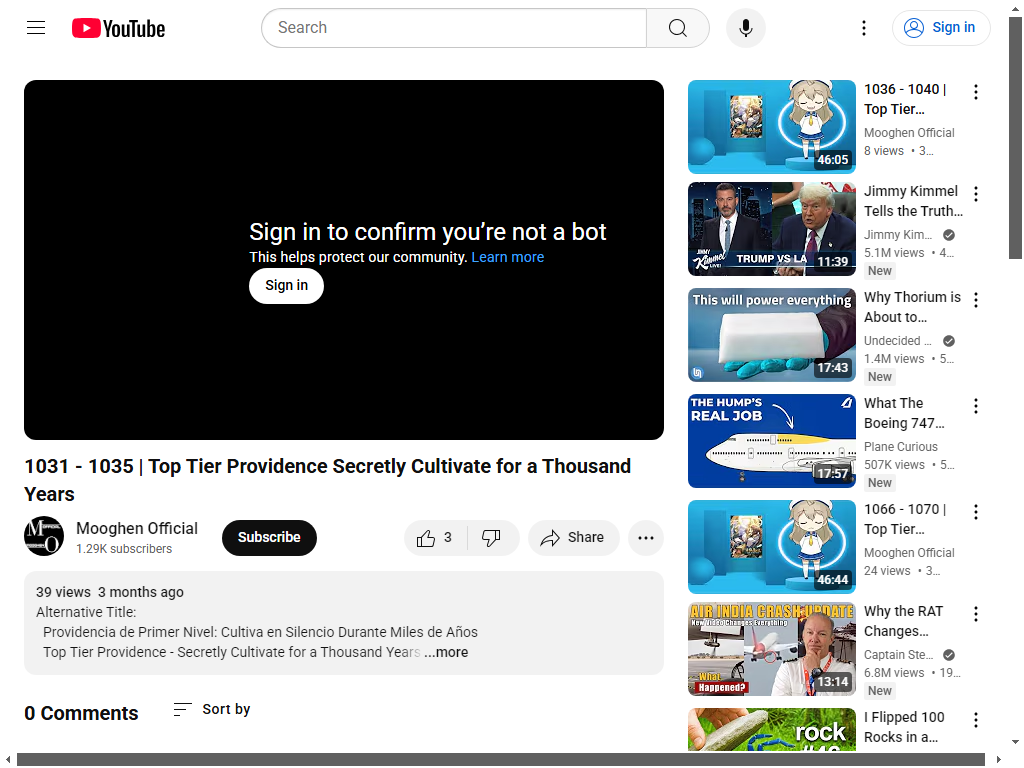 YouTube
Search
Sign in
Sign in to confirm you’re not a bot
This helps protect our community. Learn more
Sign in
1031 - 1035 | Top Tier Providence Secretly Cultivate for a Thousand
Years
Mooghen Official
1.29K subscribers
Subscribe
3
Share
39 views 3 months ago
Alternative Title:
Providencia de Primer Nivel: Cultiva en Silencio Durante Miles de Años
Top Tier Providence - Secretly Cultivate for a Thousand Years ...more
0 Comments
Sort by
46:05
1036 - 1040 |
Top Tier...
Mooghen Official
8 views • 3...
JIMMY
Kimmel
LIVE!
TRUMP VS LA
11:39
Jimmy Kimmel
Tells the Truth...
Jimmy Kim...
5.1M views • 4...
New
This will power everything
17:43
Why Thorium is
About to...
Undecided ...
1.4M views • 5...
New
THE HUMP'S
REAL JOB
17:57
What The
Boeing 747...
Plane Curious
507K views • 5...
New
46:44
1066 - 1070 |
Top Tier...
Mooghen Official
24 views • 3...
AIR INDIA CRASH UPDATE
New Video Changes Everything
What
Happened?
13:14
Why the RAT
Changes...
Captain Ste...
6.8M views • 19...
New
rock
I Flipped 100
Rocks in a...